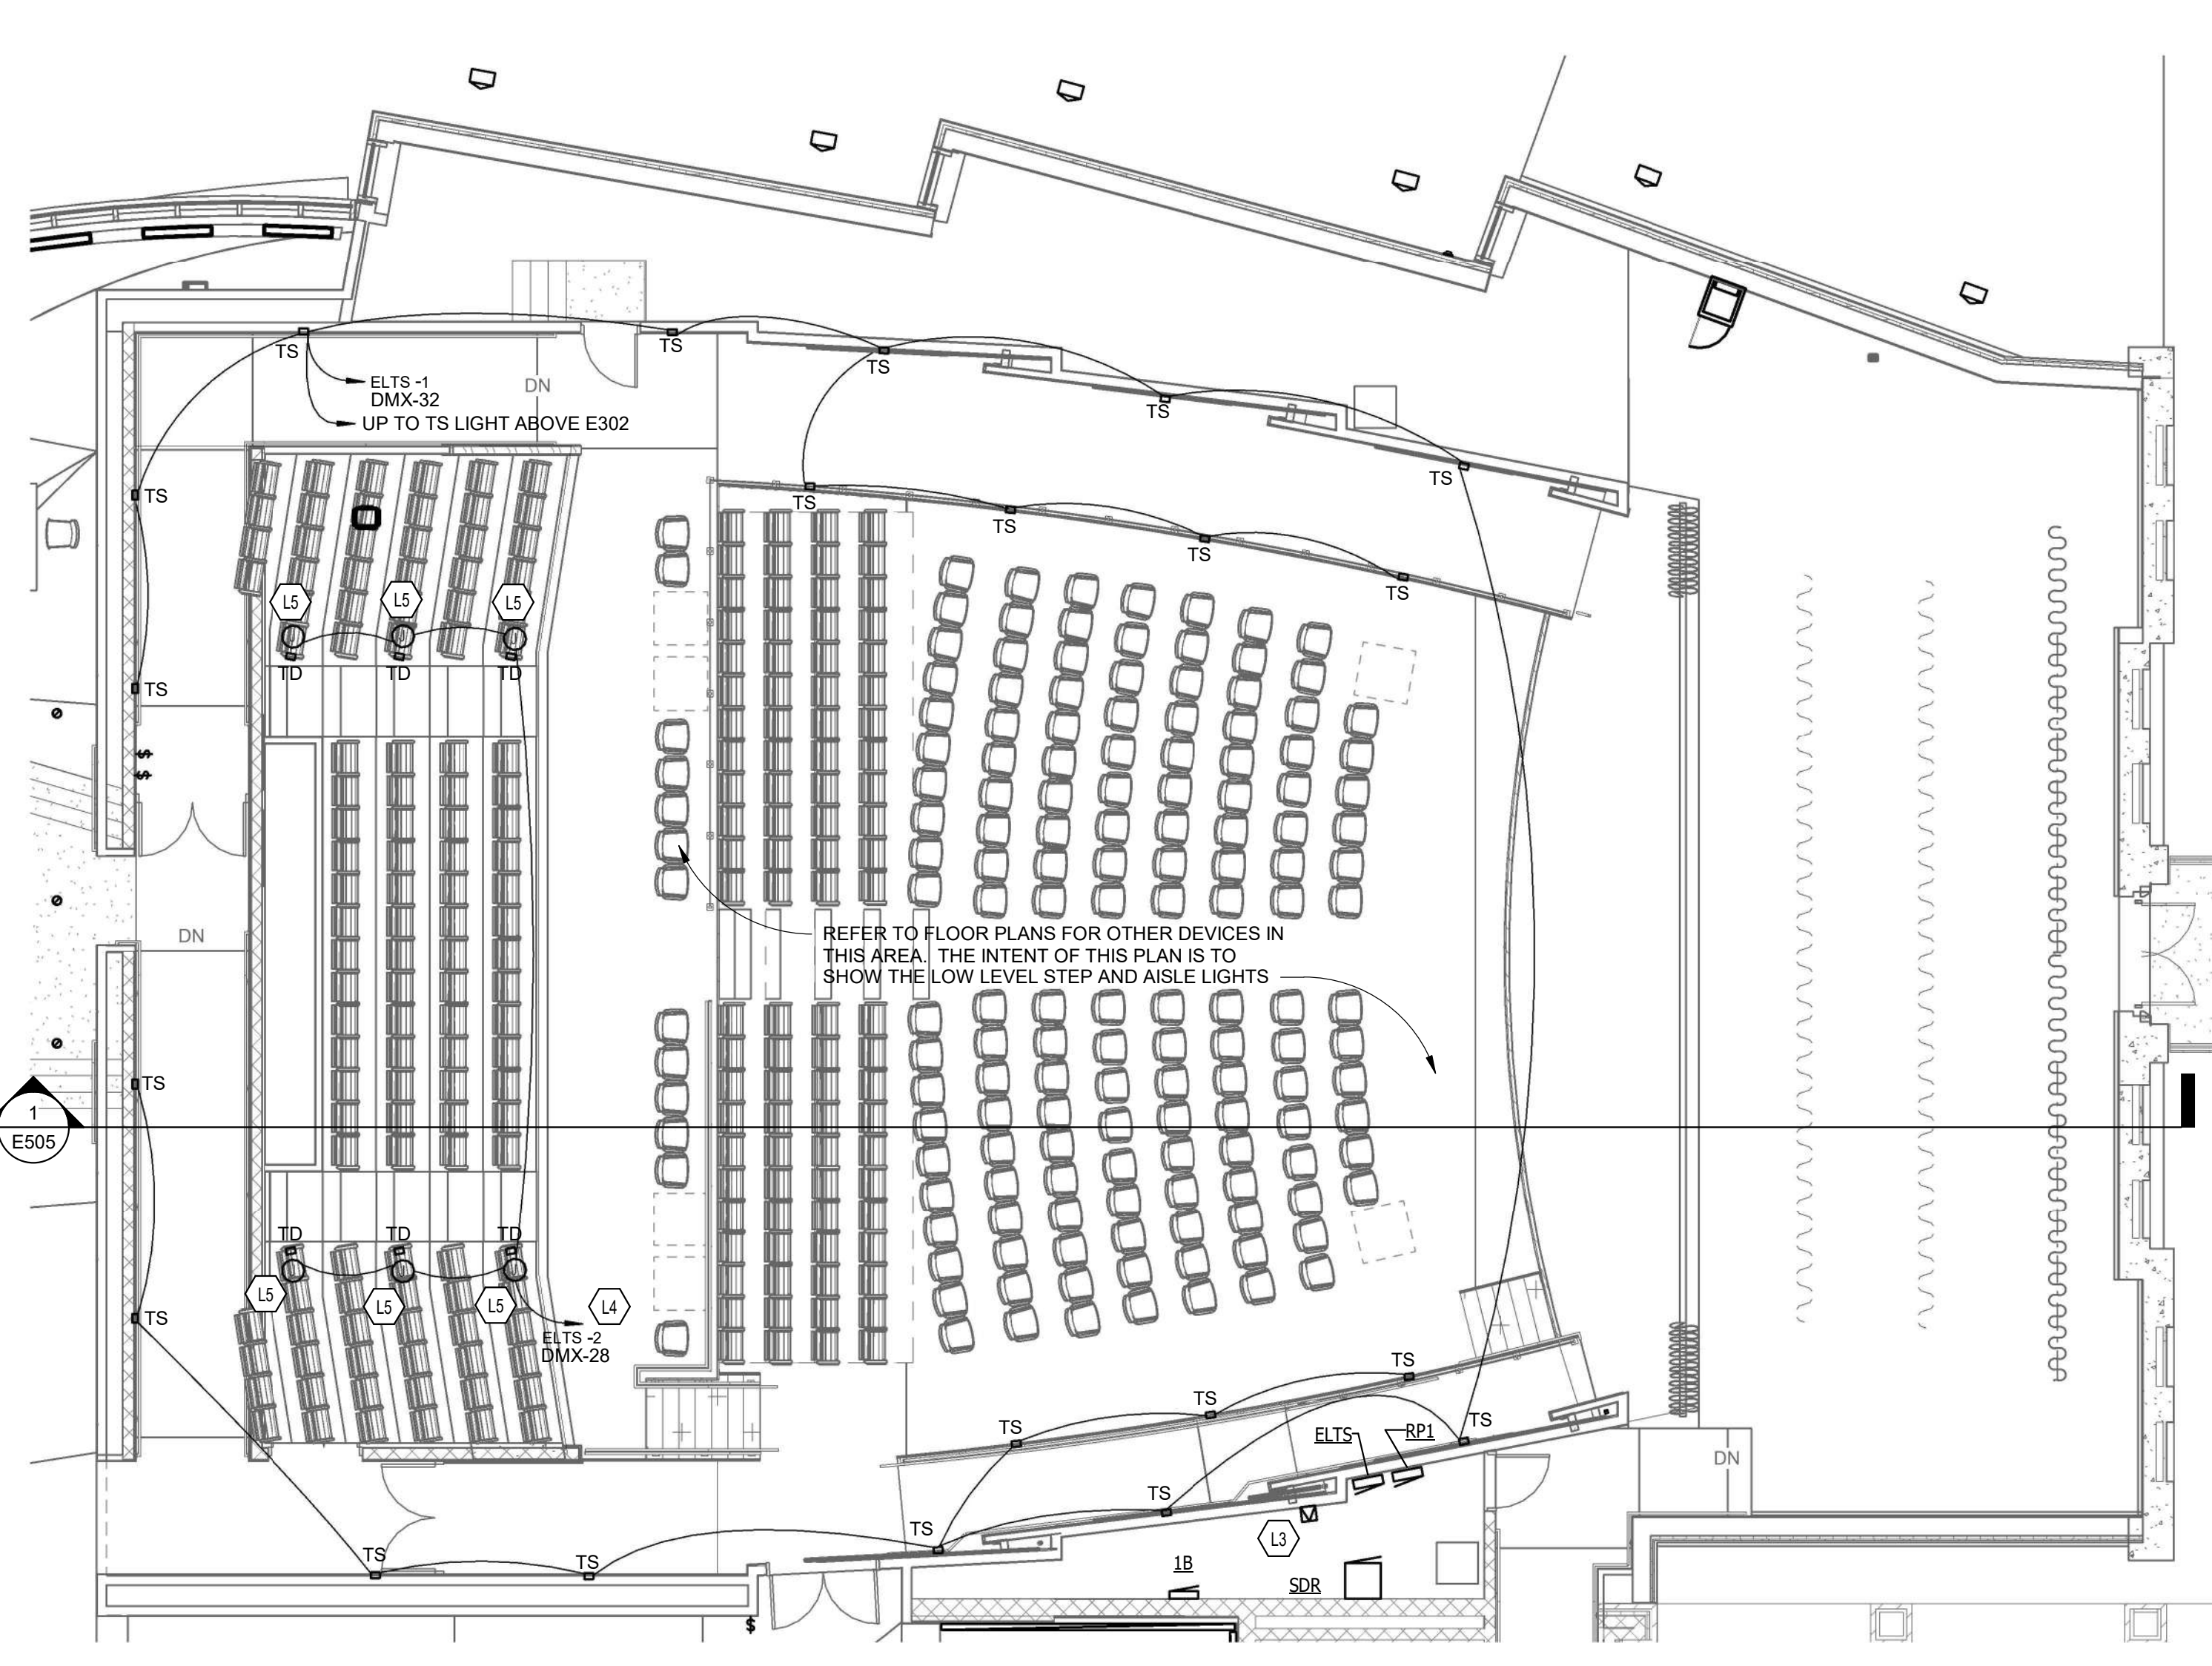 TS
TS
TS
ELTS -1
DMX-32
DN
TS
UP TO TS LIGHT ABOVE E302
TS
TS
TS
TS
TS
TS
L5
L5
L5
TS
TD
TD
TD
TS
$
$
DN
REFER TO FLOOR PLANS FOR OTHER DEVICES IN
THIS AREA. THE INTENT OF THIS PLAN IS TO
SHOW THE LOW LEVEL STEP AND AISLE LIGHTS
TS
1
E505
TD
TD
TD
L5
L5
L5
L4
TS
ELTS -2
DMX-28
TS
TS
TS
TS
ELTS
RP1
DN
TS
TS
L3
TS
TS
1B
SDR
$